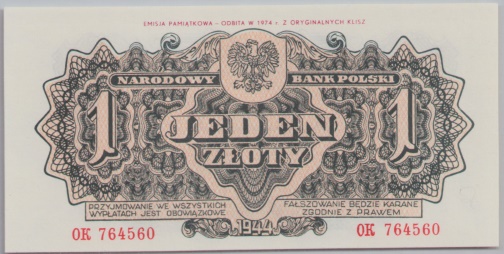 EMISJA PAMIĄTKOWA – ODBITA W 1974 r. Z ORYGINALNYCH KLISZ
NARODOWY BANK POLSKI
1 JEDEN 1
ZŁOTY
PRZYJMOWANIE WE WSZYSTKICH
WYPŁATACH JEST OBOWIĄZKOWE
FAŁSZOWANIE BĘDZIE KARANE
ZGODNIE Z PRAWEM
OK 764560
1944
OK 764560